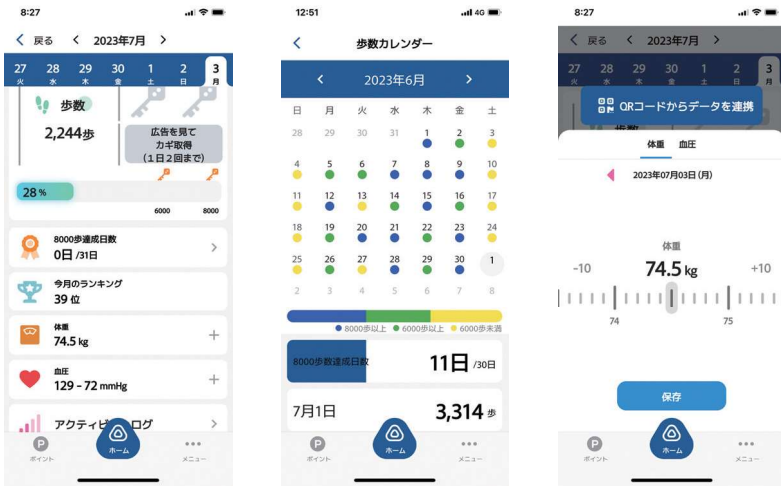 8:27
戻る < 2023年7月 >
27 28 29 30 1 2 3
火 水 木 金 土 日 月
歩数
2,244歩
広告を見て
カギ取得
(1日2回まで)
28 %
6000 8000
8000歩達成日数
0日 /31日
今月のランキング
39 位
体重
74.5 kg
血圧
129 - 72 mmHg
アクティビ ログ
ポイント
ホーム
メニュー
12:51
4G
歩数カレンダー
< 2023年6月 >
日 月 火 水 木 金 土
28 29 30 31 1 2 3
4 5 6 7 8 9 10
11 12 13 14 15 16 17
18 19 20 21 22 23 24
25 26 27 28 29 30 1
2 3 4 5 6 7 8
8000歩以上 6000歩以上 6000歩未満
8000歩数達成日数 11日 /30日
7月1日 3,314 歩
ポイント
ホーム
メニュー
8:27
戻る < 2023年7月 >
27 28 29 30 1 2 3
火 水 木 金 土 日 月
QRコードからデータを連携
歩数
体重 血圧
2023年07月03日(月)
体重
-10 74.5 kg +10
74 75
保存
ポイント
ホーム
メニュー